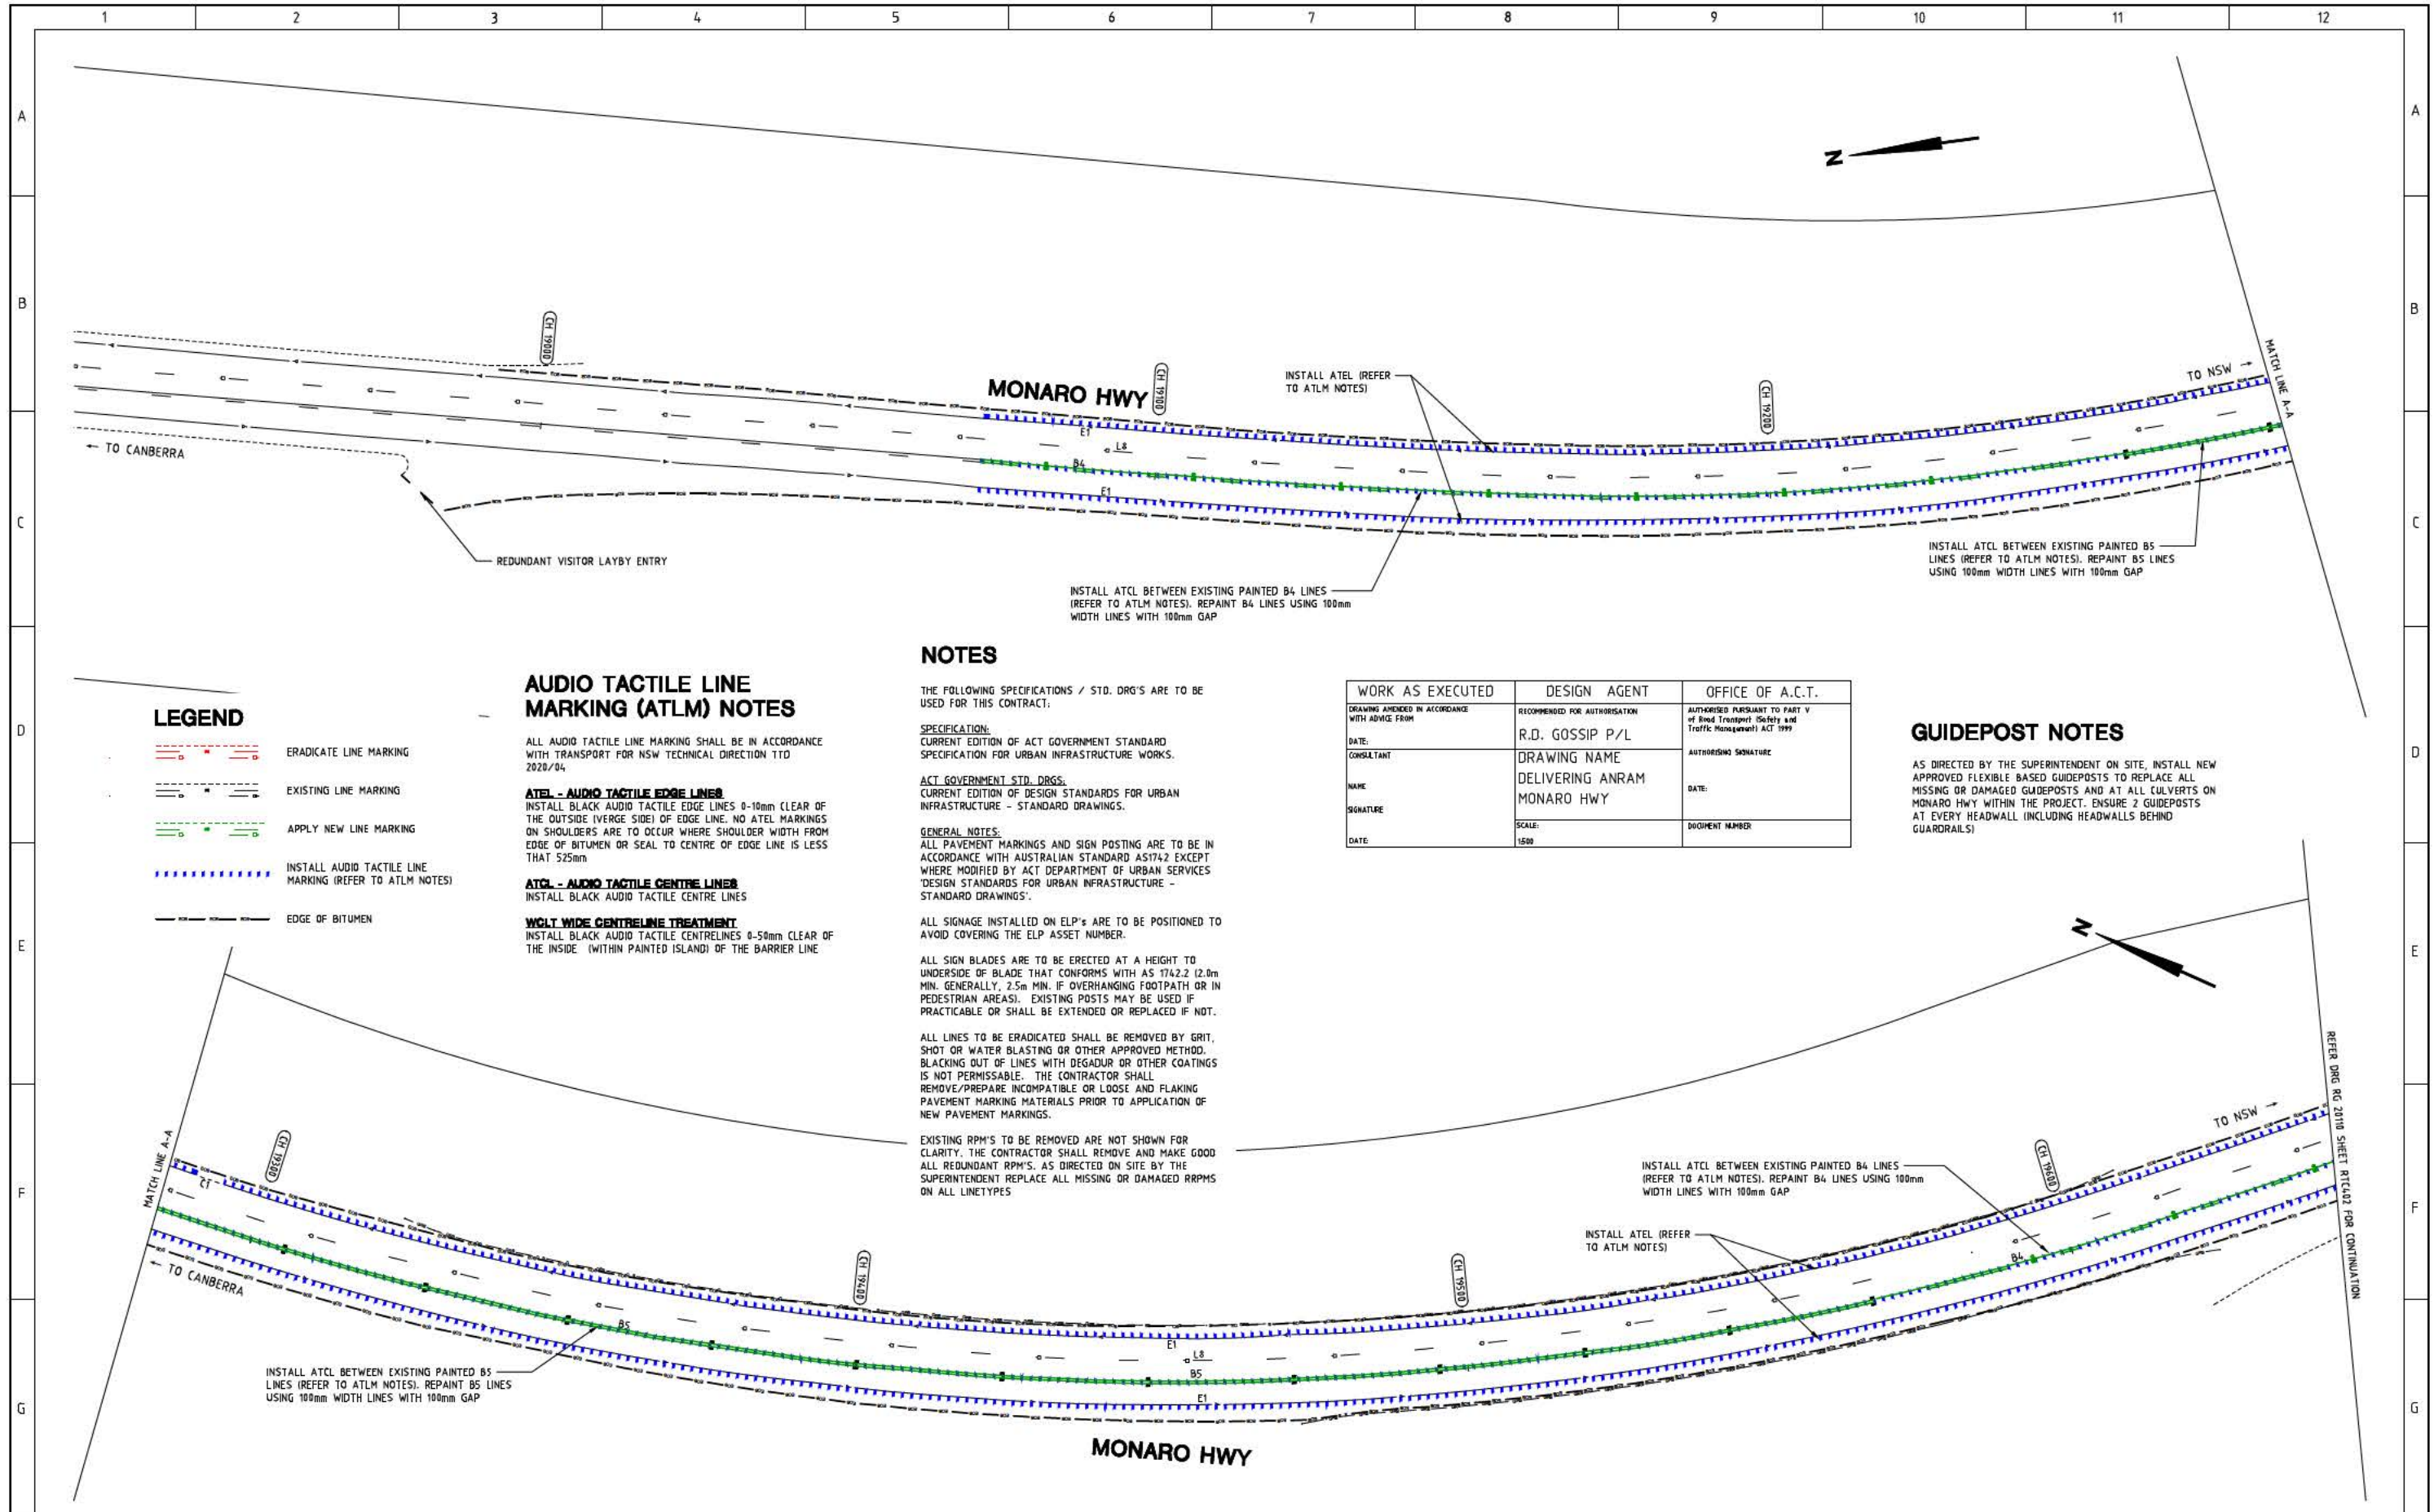 1 2 3 4 5 6 7 8 9 10 11 12
A
A
B
B
C
C
D
D
E
E
F
F
G
G
N
CH 19000
← TO CANBERRA
REDUNDANT VISITOR LAYBY ENTRY
MONARO HWY
CH 19100
E1
L8
B4
E1
INSTALL ATEL (REFER
TO ATLM NOTES)
CH 19200
TO NSW →
MATCH LINE A-A
INSTALL ATCL BETWEEN EXISTING PAINTED B4 LINES
(REFER TO ATLM NOTES). REPAINT B4 LINES USING 100mm
WIDTH LINES WITH 100mm GAP
INSTALL ATCL BETWEEN EXISTING PAINTED B5
LINES (REFER TO ATLM NOTES). REPAINT B5 LINES
USING 100mm WIDTH LINES WITH 100mm GAP
LEGEND
ERADICATE LINE MARKING
EXISTING LINE MARKING
APPLY NEW LINE MARKING
INSTALL AUDIO TACTILE LINE
MARKING (REFER TO ATLM NOTES)
EDGE OF BITUMEN
AUDIO TACTILE LINE
MARKING (ATLM) NOTES
ALL AUDIO TACTILE LINE MARKING SHALL BE IN ACCORDANCE
WITH TRANSPORT FOR NSW TECHNICAL DIRECTION TTD
2020/04
ATEL - AUDIO TACTILE EDGE LINES
INSTALL BLACK AUDIO TACTILE EDGE LINES 0-10mm CLEAR OF
THE OUTSIDE (VERGE SIDE) OF EDGE LINE. NO ATEL MARKINGS
ON SHOULDERS ARE TO OCCUR WHERE SHOULDER WIDTH FROM
EDGE OF BITUMEN OR SEAL TO CENTRE OF EDGE LINE IS LESS
THAT 525mm
ATCL - AUDIO TACTILE CENTRE LINES
INSTALL BLACK AUDIO TACTILE CENTRE LINES
WCLT WIDE CENTRELINE TREATMENT
INSTALL BLACK AUDIO TACTILE CENTRELINES 0-50mm CLEAR OF
THE INSIDE (WITHIN PAINTED ISLAND) OF THE BARRIER LINE
NOTES
THE FOLLOWING SPECIFICATIONS / STD. DRG'S ARE TO BE
USED FOR THIS CONTRACT:
SPECIFICATION:
CURRENT EDITION OF ACT GOVERNMENT STANDARD
SPECIFICATION FOR URBAN INFRASTRUCTURE WORKS.
ACT GOVERNMENT STD. DRGS:
CURRENT EDITION OF DESIGN STANDARDS FOR URBAN
INFRASTRUCTURE - STANDARD DRAWINGS.
GENERAL NOTES:
ALL PAVEMENT MARKINGS AND SIGN POSTING ARE TO BE IN
ACCORDANCE WITH AUSTRALIAN STANDARD AS1742 EXCEPT
WHERE MODIFIED BY ACT DEPARTMENT OF URBAN SERVICES
'DESIGN STANDARDS FOR URBAN INFRASTRUCTURE -
STANDARD DRAWINGS'.
ALL SIGNAGE INSTALLED ON ELP's ARE TO BE POSITIONED TO
AVOID COVERING THE ELP ASSET NUMBER.
ALL SIGN BLADES ARE TO BE ERECTED AT A HEIGHT TO
UNDERSIDE OF BLADE THAT CONFORMS WITH AS 1742.2 (2.0m
MIN. GENERALLY, 2.5m MIN. IF OVERHANGING FOOTPATH OR IN
PEDESTRIAN AREAS). EXISTING POSTS MAY BE USED IF
PRACTICABLE OR SHALL BE EXTENDED OR REPLACED IF NOT.
ALL LINES TO BE ERADICATED SHALL BE REMOVED BY GRIT,
SHOT OR WATER BLASTING OR OTHER APPROVED METHOD.
BLACKING OUT OF LINES WITH DEGADUR OR OTHER COATINGS
IS NOT PERMISSABLE. THE CONTRACTOR SHALL
REMOVE/PREPARE INCOMPATIBLE OR LOOSE AND FLAKING
PAVEMENT MARKING MATERIALS PRIOR TO APPLICATION OF
NEW PAVEMENT MARKINGS.
EXISTING RPM'S TO BE REMOVED ARE NOT SHOWN FOR
CLARITY. THE CONTRACTOR SHALL REMOVE AND MAKE GOOD
ALL REDUNDANT RPM'S. AS DIRECTED ON SITE BY THE
SUPERINTENDENT REPLACE ALL MISSING OR DAMAGED RRPMS
ON ALL LINETYPES
WORK AS EXECUTED
DRAWING AMENDED IN ACCORDANCE
WITH ADVICE FROM
DATE:
CONSULTANT
NAME
SIGNATURE
DATE:
DESIGN AGENT
RECOMMENDED FOR AUTHORISATION
R.D. GOSSIP P/L
DRAWING NAME
DELIVERING ANRAM
MONARO HWY
SCALE:
1:500
OFFICE OF A.C.T.
AUTHORISED PURSUANT TO PART V
of Road Transport (Safety and
Traffic Management) ACT 1999
AUTHORISING SIGNATURE
DATE:
DOCUMENT NUMBER
GUIDEPOST NOTES
AS DIRECTED BY THE SUPERINTENDENT ON SITE, INSTALL NEW
APPROVED FLEXIBLE BASED GUIDEPOSTS TO REPLACE ALL
MISSING OR DAMAGED GUIDEPOSTS AND AT ALL CULVERTS ON
MONARO HWY WITHIN THE PROJECT. ENSURE 2 GUIDEPOSTS
AT EVERY HEADWALL (INCLUDING HEADWALLS BEHIND
GUARDRAILS)
N
MATCH LINE A-A
C1
CH 19300
← TO CANBERRA
B5
INSTALL ATCL BETWEEN EXISTING PAINTED B5
LINES (REFER TO ATLM NOTES). REPAINT B5 LINES
USING 100mm WIDTH LINES WITH 100mm GAP
CH 19400
E1
L8
B5
E1
CH 19500
INSTALL ATEL (REFER
TO ATLM NOTES)
INSTALL ATCL BETWEEN EXISTING PAINTED B4 LINES
(REFER TO ATLM NOTES). REPAINT B4 LINES USING 100mm
WIDTH LINES WITH 100mm GAP
B4
CH 19600
TO NSW →
REFER DRG RG 20110 SHEET RTC402 FOR CONTINUATION
MONARO HWY